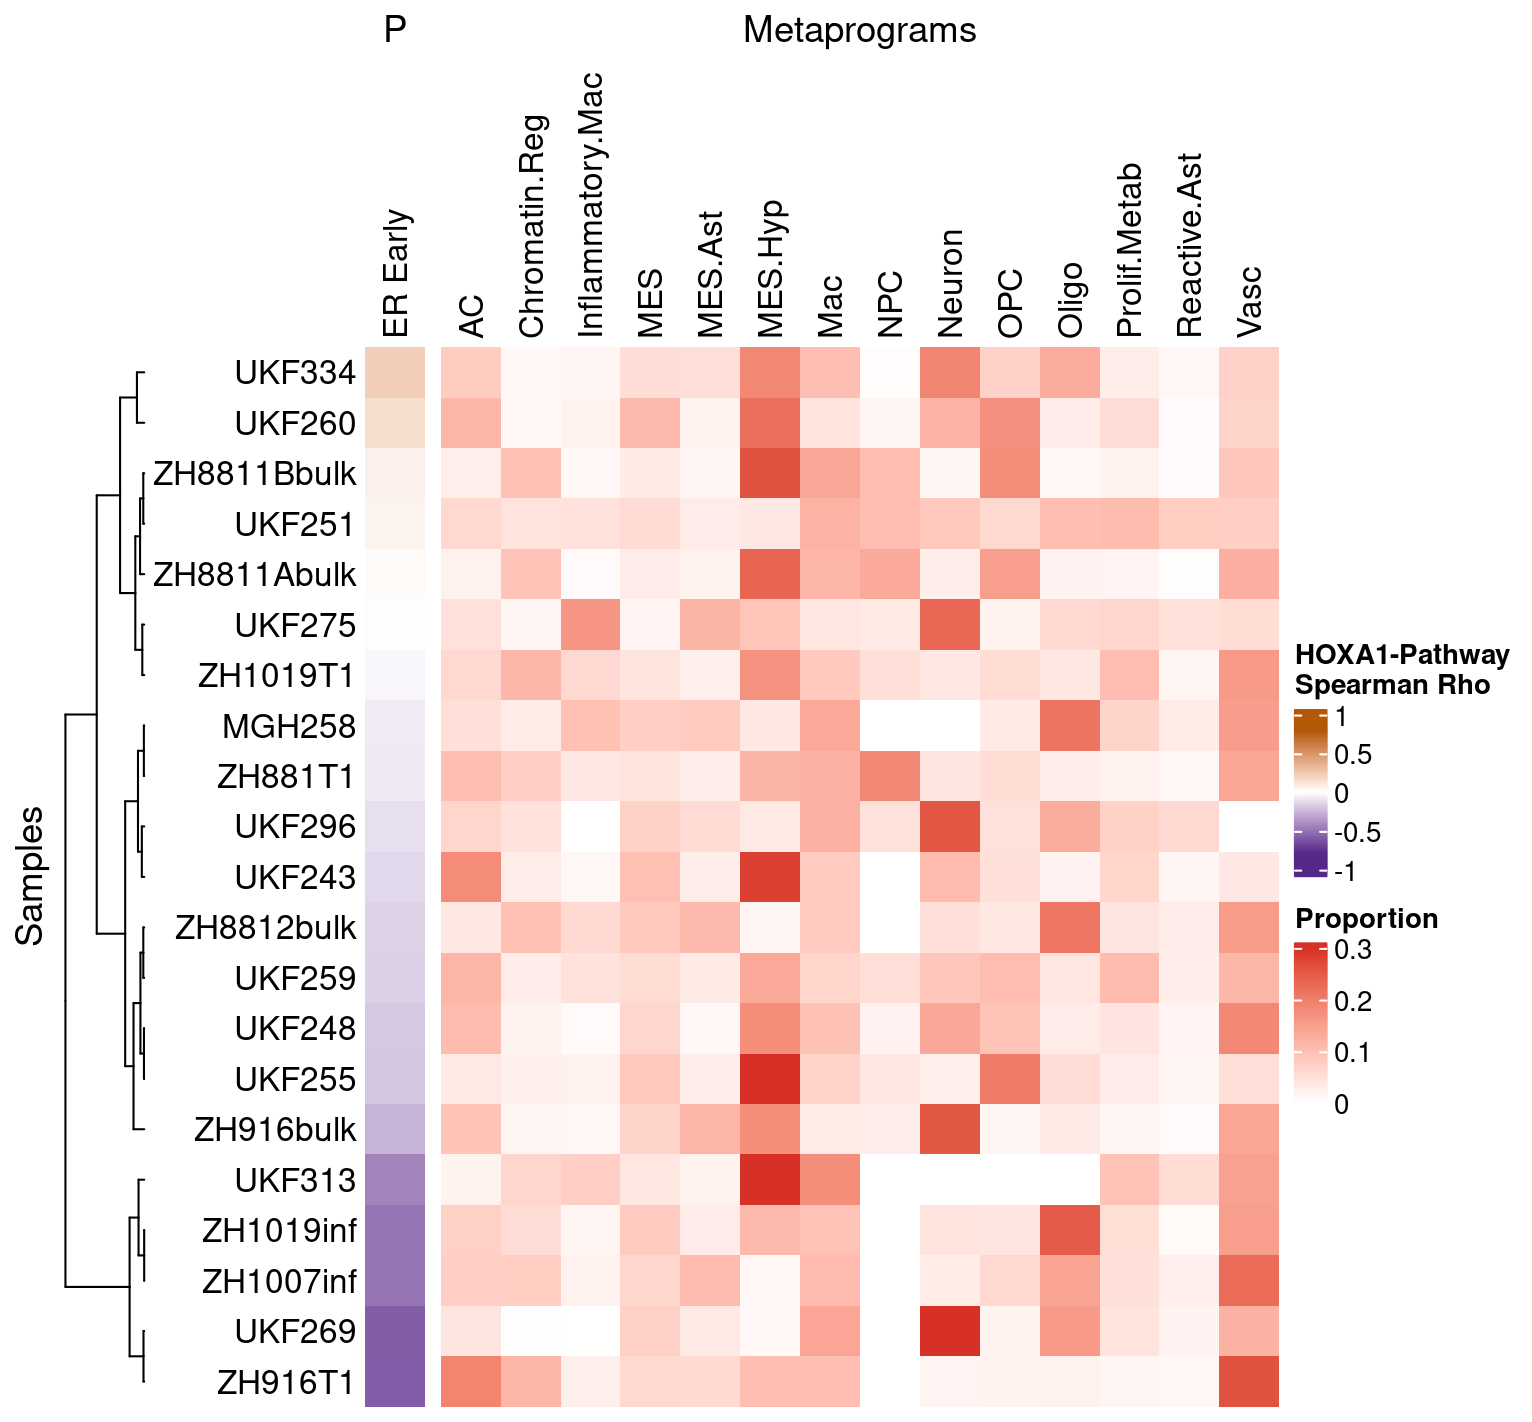 P
Metaprograms
ER Early
AC
Chromatin.Reg
Inflammatory.Mac
MES
MES.Ast
MES.Hyp
Mac
NPC
Neuron
OPC
Oligo
Prolif.Metab
Reactive.Ast
Vasc
Samples
UKF334
UKF260
ZH8811Bbulk
UKF251
ZH8811Abulk
UKF275
ZH1019T1
MGH258
ZH881T1
UKF296
UKF243
ZH8812bulk
UKF259
UKF248
UKF255
ZH916bulk
UKF313
ZH1019inf
ZH1007inf
UKF269
ZH916T1
HOXA1-Pathway
Spearman Rho
1
0.5
0
-0.5
-1
Proportion
0.3
0.2
0.1
0